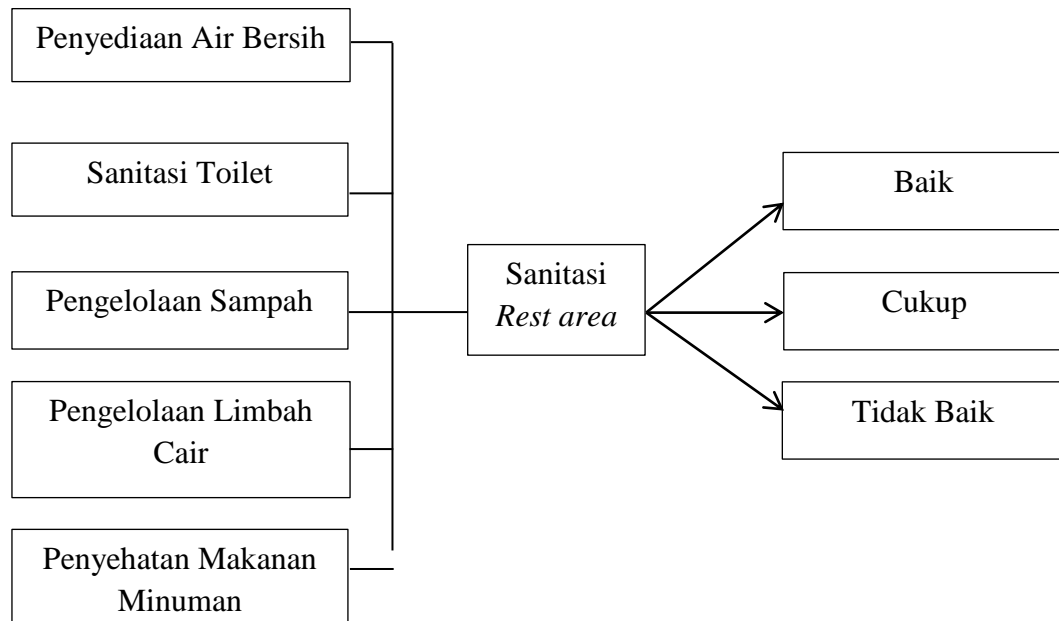 Penyediaan Air Bersih
Sanitasi Toilet
Pengelolaan Sampah
Pengelolaan Limbah
Cair
Penyehatan Makanan
Minuman
Sanitasi
Rest area
Baik
Cukup
Tidak Baik